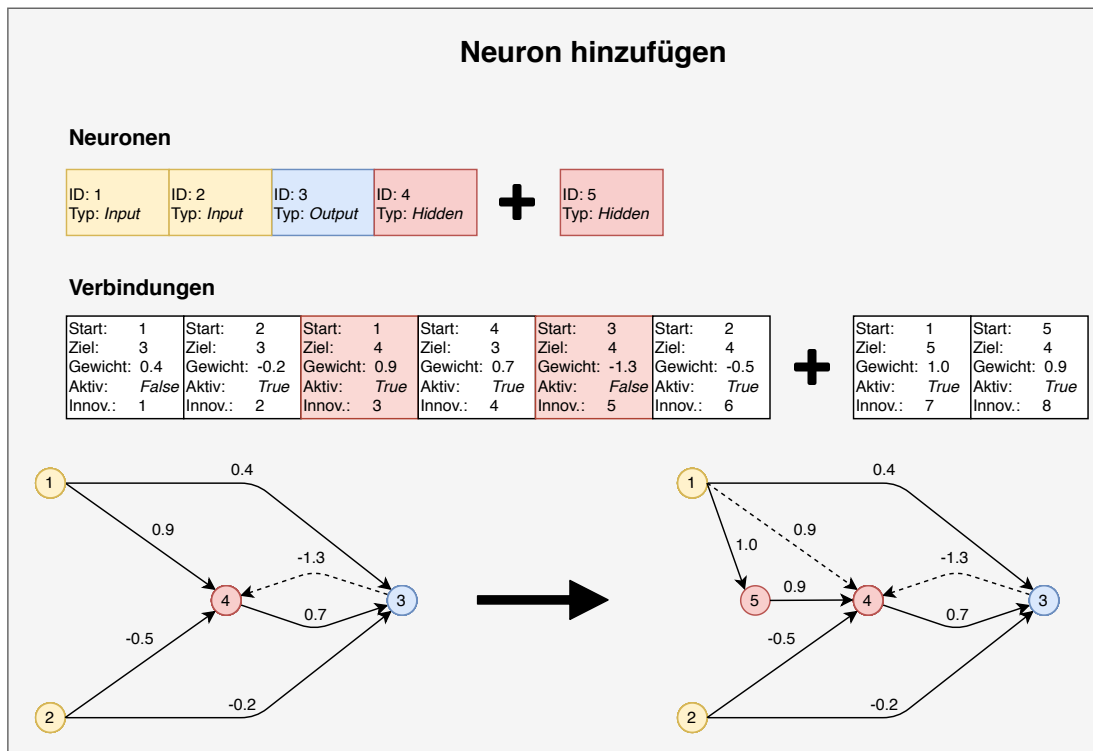 Neuron hinzufügen
Neuronen
ID: 1 ID: 2 ID: 3 ID: 4 ID: 5
Typ: Input Typ: Input Typ: Output Typ: Hidden Typ: Hidden
Verbindungen
Start: 1 Start: 2 Start: 1 Start: 4 Start: 3 Start: 2 Start: 1 Start: 5
Ziel: 3 Ziel: 3 Ziel: 4 Ziel: 3 Ziel: 4 Ziel: 4 Ziel: 5 Ziel: 4
Gewicht: 0.4 Gewicht: -0.2 Gewicht: 0.9 Gewicht: 0.7 Gewicht: -1.3 Gewicht: -0.5 Gewicht: 1.0 Gewicht: 0.9
Aktiv: False Aktiv: True Aktiv: True Aktiv: True Aktiv: False Aktiv: True Aktiv: True Aktiv: True
Innov.: 1 Innov.: 2 Innov.: 3 Innov.: 4 Innov.: 5 Innov.: 6 Innov.: 7 Innov.: 8
0.4 0.4
1 1
0.9 0.9
1.0
-1.3 -1.3
0.9
4 3 5 4 3
0.7 0.7
-0.5 -0.5
-0.2 -0.2
2 2